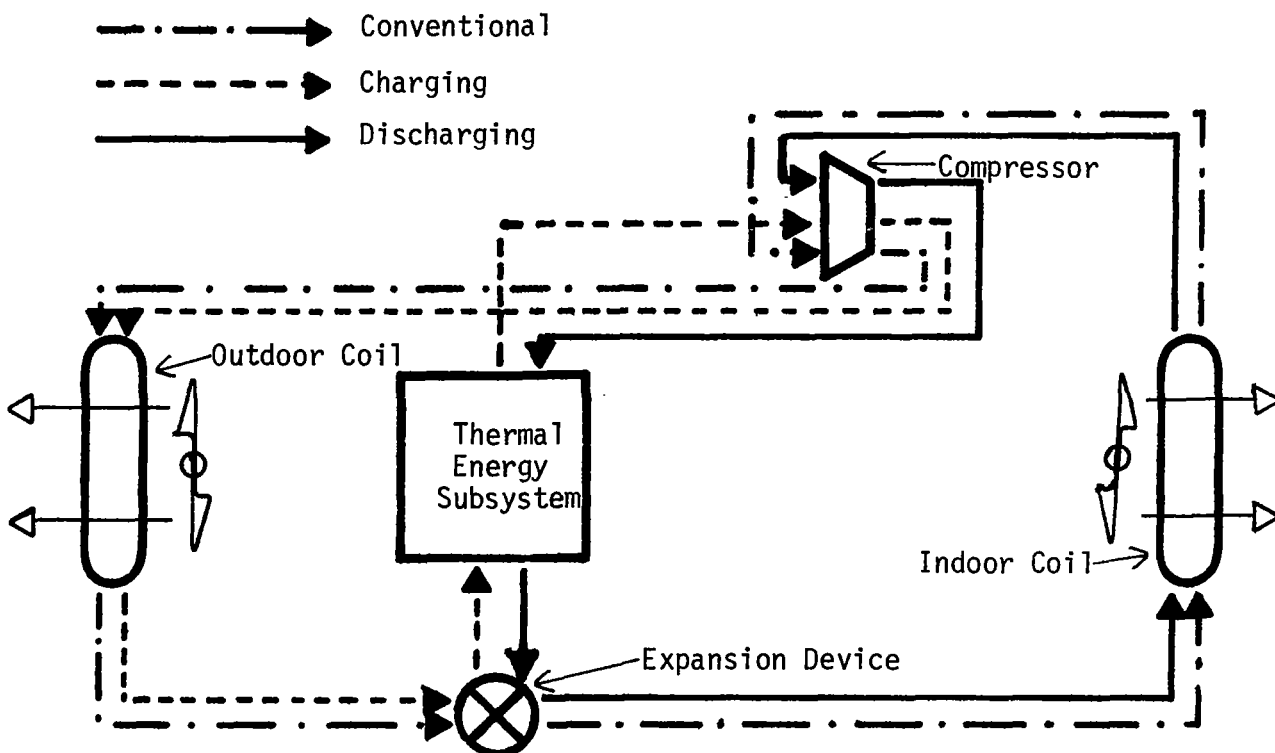 Conventional
Charging
Discharging
Compressor
Outdoor Coil
Thermal
Energy
Subsystem
Indoor Coil
Expansion Device